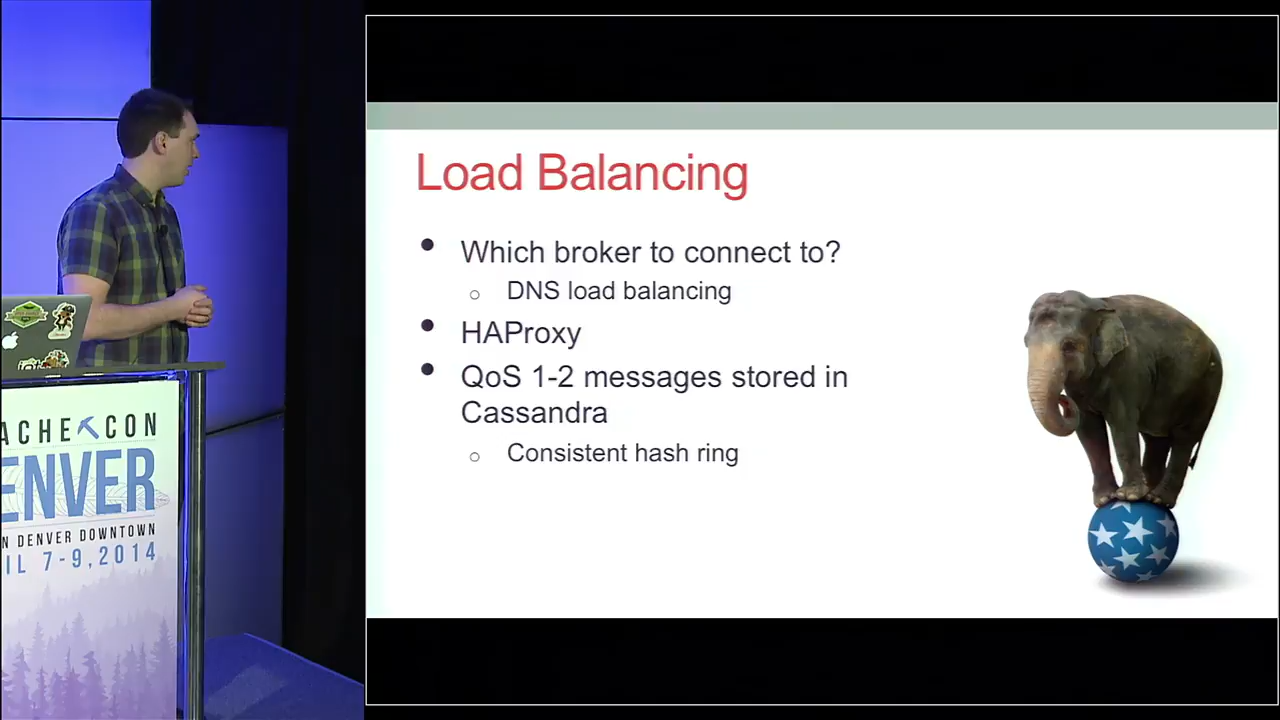 Load Balancing
• Which broker to connect to?
○ DNS load balancing
• HAProxy
• QoS 1-2 messages stored in
Cassandra
○ Consistent hash ring
ACHE CON
ENVER
N DENVER DOWNTOWN
IL 7-9, 2014